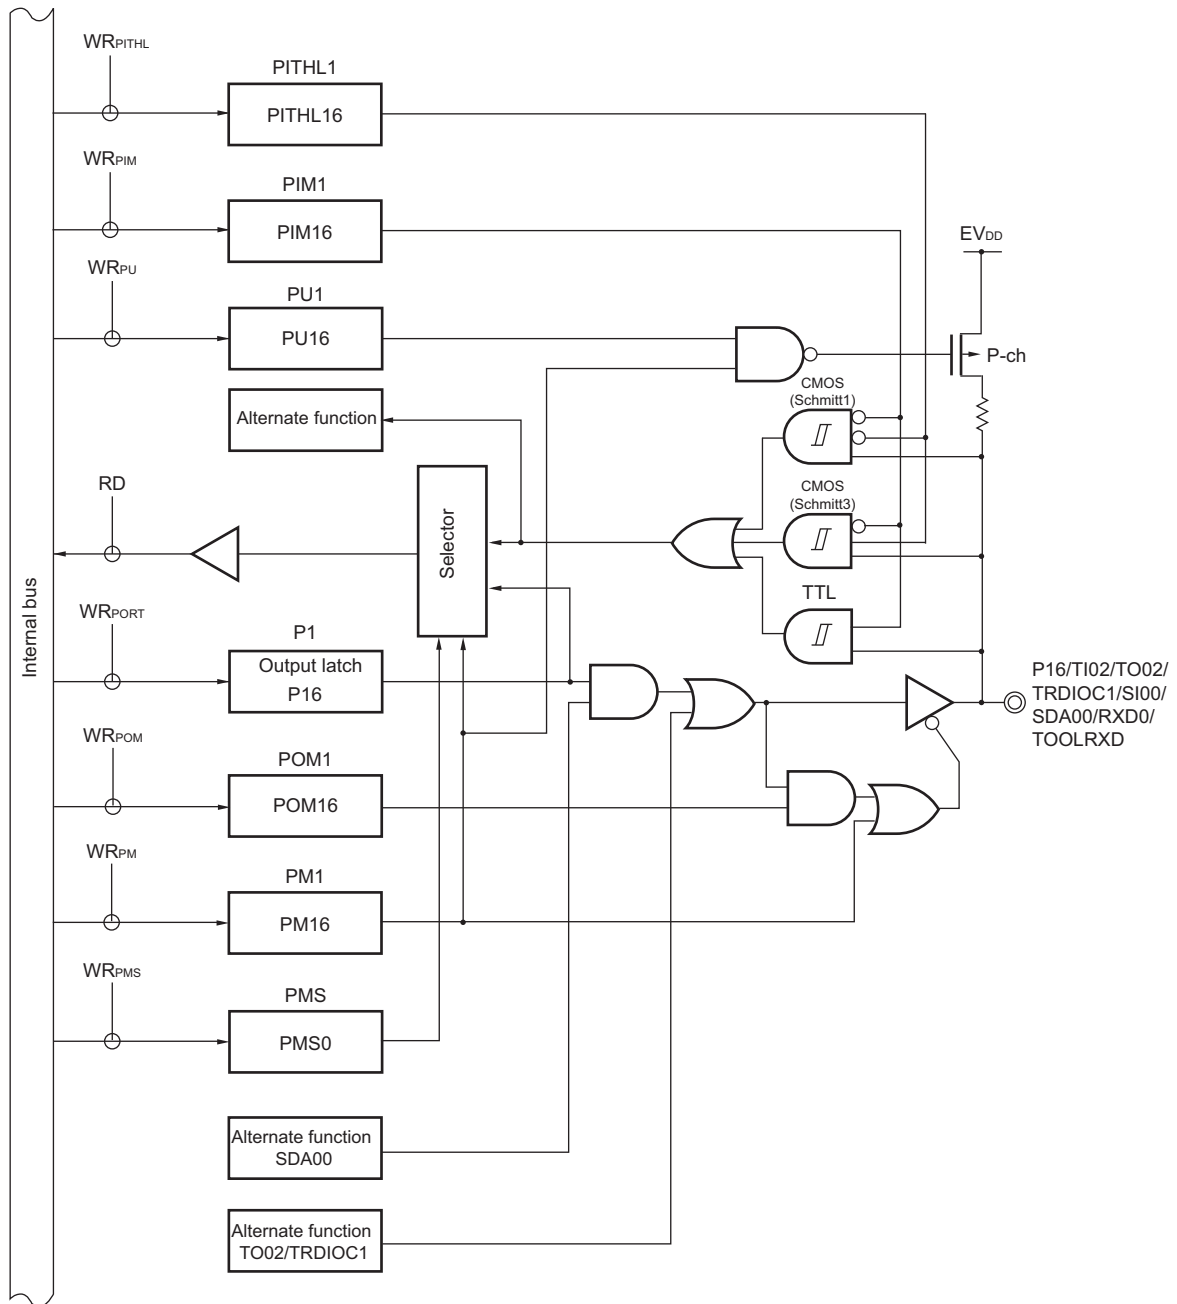 WRPITHL
PITHL1
PITHL16
WRPIM
PIM1
PIM16
EVDD
WRPU
PU1
PU16
P-ch
CMOS
(Schmitt1)
Alternate function
RD
Selector
CMOS
(Schmitt3)
Internal bus
TTL
WRPORT
P1
Output latch
P16
P16/TI02/TO02/
TRDIOC1/SI00/
SDA00/RXD0/
TOOLRXD
WRPOM
POM1
POM16
WRPM
PM1
PM16
WRPMS
PMS
PMS0
Alternate function
SDA00
Alternate function
TO02/TRDIOC1